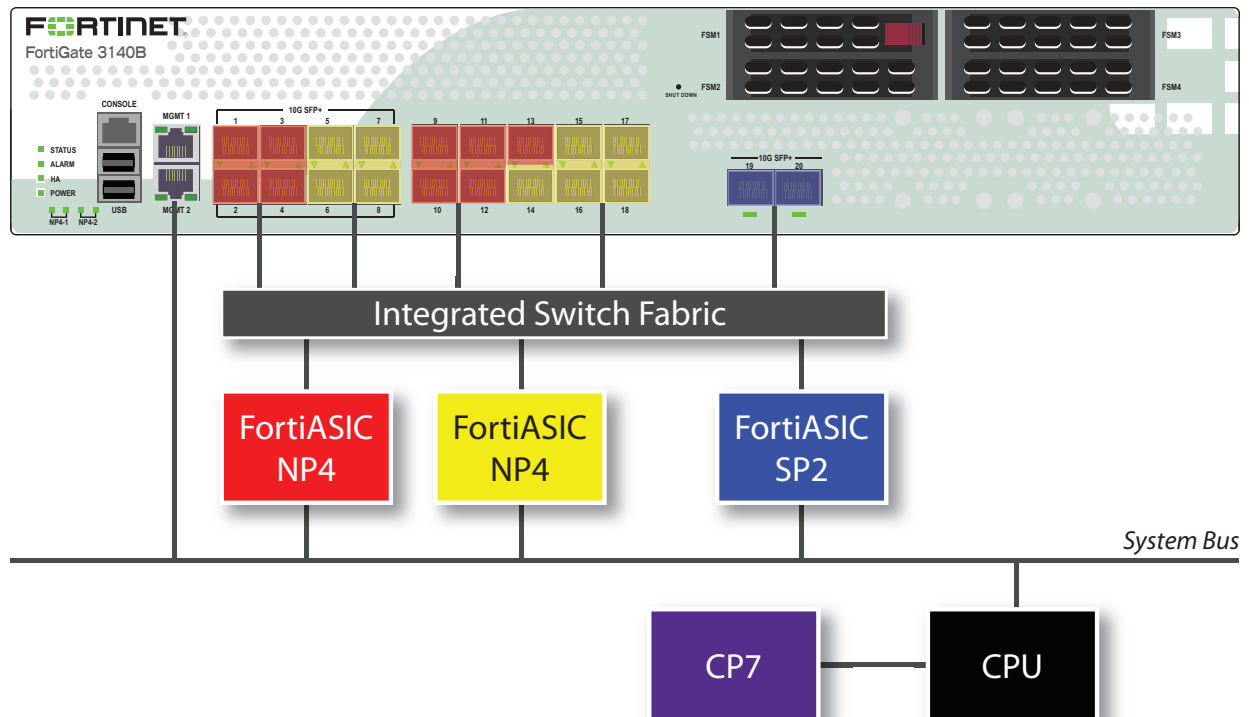 FORTINET
FortiGate 3140B
CONSOLE
MGMT 1
10G SFP+
1 3 5 7
9 11 13 15 17
STATUS
ALARM
HA
POWER
NP4-1 NP4-2
USB
MGMT 2
2 4 6 8
10 12 14 16 18
SHUT DOWN
FSM1
FSM2
FSM3
FSM4
10G SFP+
19 20
Integrated Switch Fabric
FortiASIC
NP4
FortiASIC
NP4
FortiASIC
SP2
System Bus
CP7
CPU